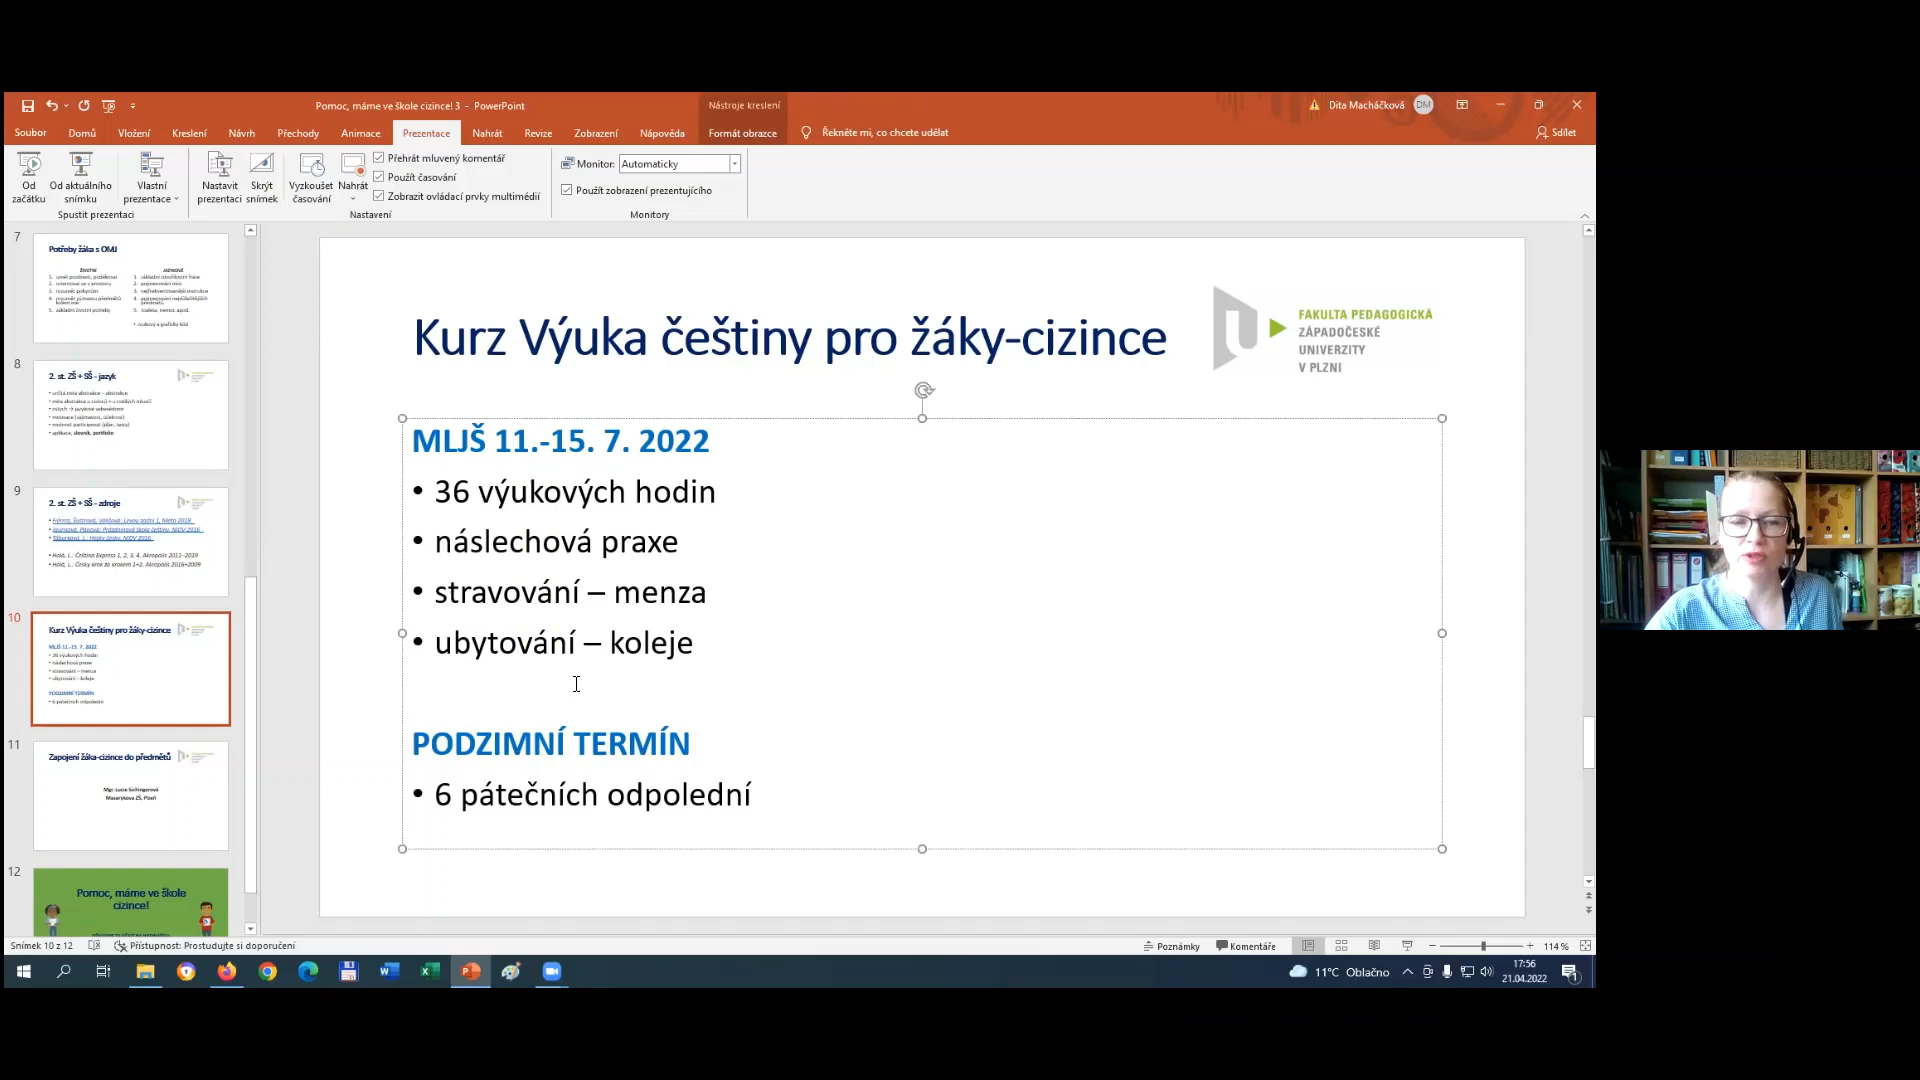 Pomoc, máme ve škole cizince! 3 - PowerPoint
Nástroje kreslení
Dita Macháčková
DM
Soubor
Domů
Vložení
Kreslení
Návrh
Přechody
Animace
Prezentace
Nahrát
Revize
Zobrazení
Nápověda
Formát obrazce
Řekněte mi, co chcete udělat
Sdílet
Od začátku
Od aktuálního snímku
Vlastní prezentace
Nastavit prezentaci
Skrýt snímek
Vyzkoušet časování
Nahrát
Přehrát mluvený komentář
Použít časování
Zobrazit ovládací prvky multimédií
Monitor:
Automaticky
Použít zobrazení prezentujícího
Spustit prezentaci
Nastavení
Monitory
7
Potřeby žáka s OMJ
8
2. st. ZŠ + SŠ - jazyk
9
2. st. ZŠ + SŠ - zdroje
10
Kurz Výuka češtiny pro žáky-cizince
MLJŠ 11.-15. 7. 2022
• 36 výukových hodin
• náslechová praxe
• stravování – menza
• ubytování – koleje
PODZIMNÍ TERMÍN
• 6 pátečních odpolední
11
Zapojení žáka-cizince do předmětů
12
Pomoc, máme ve škole
cizince!
Kurz Výuka češtiny pro žáky-cizince
FAKULTA PEDAGOGICKÁ
ZÁPADOČESKÉ
UNIVERZITY
V PLZNI
MLJŠ 11.-15. 7. 2022
• 36 výukových hodin
• náslechová praxe
• stravování – menza
• ubytování – koleje
PODZIMNÍ TERMÍN
• 6 pátečních odpolední
Snímek 10 z 12
Přístupnost: Prostudujte si doporučení
Poznámky
Komentáře
114 %
11°C Oblačno
17:56
21.04.2022
1